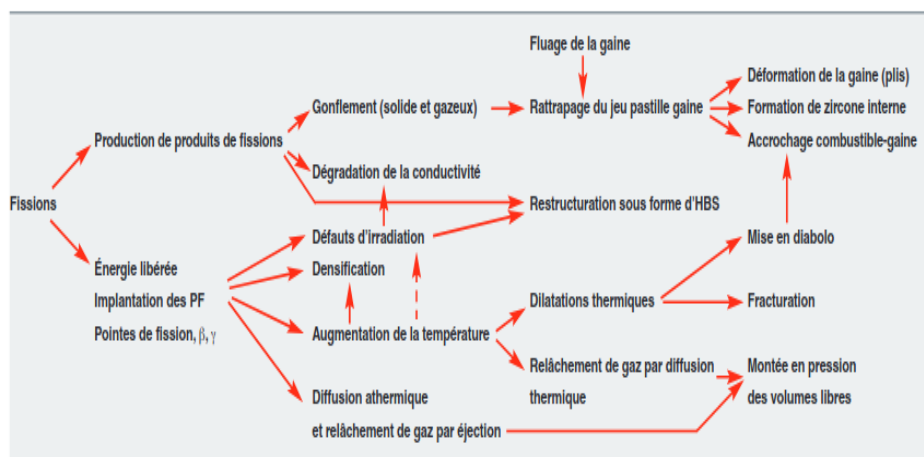 Fluage de la gaine
Déformation de la gaine (plis)
Gonflement (solide et gazeux)
Rattrapage du jeu pastille gaine
Formation de zircone interne
Production de produits de fissions
Accrochage combustible-gaine
Dégradation de la conductivité
Fissions
Restructuration sous forme d'HBS
Défauts d'irradiation
Mise en diabolo
Énergie libérée
Densification
Implantation des PF
Dilatations thermiques
Fracturation
Pointes de fission, β, γ
Augmentation de la température
Relâchement de gaz par diffusion
thermique
Montée en pression
des volumes libres
Diffusion athermique
et relâchement de gaz par éjection